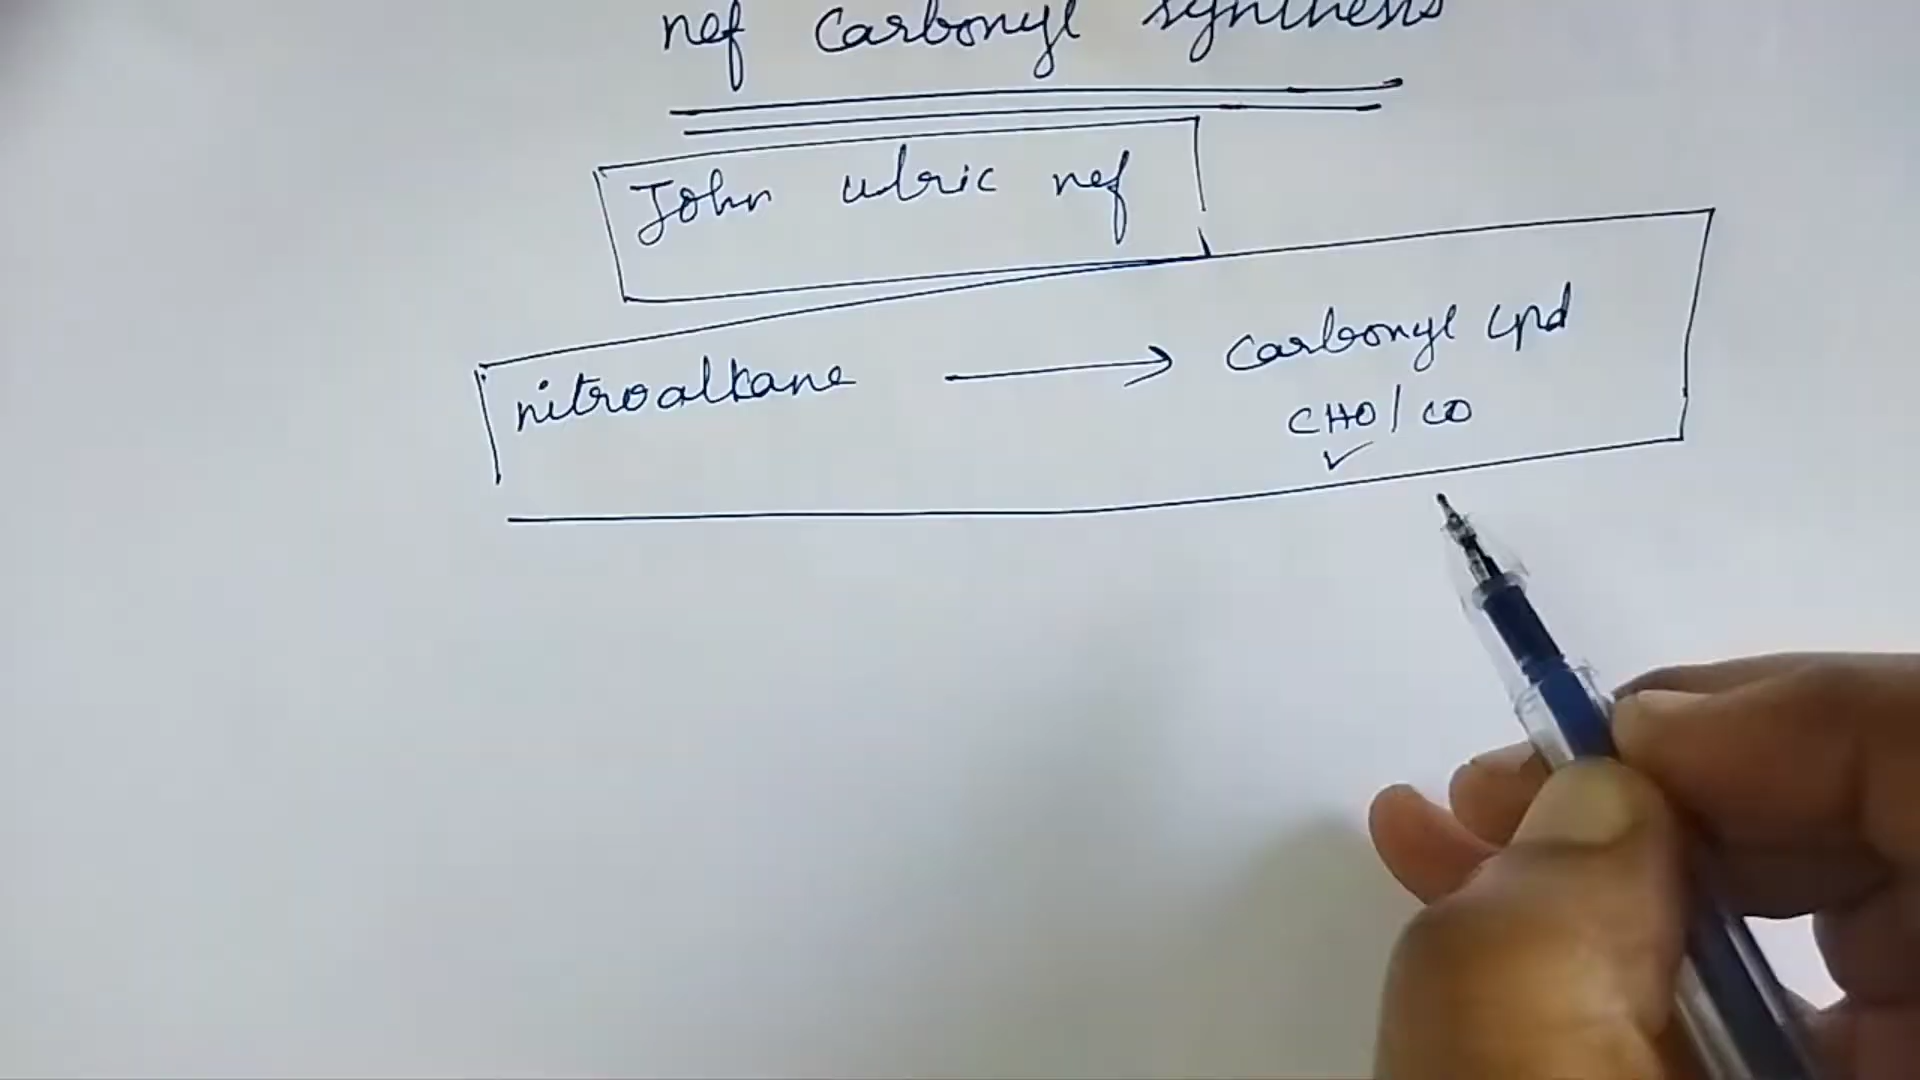 nef carbonyl synthesis
John ulric nef
nitroalkane → carbonyl cpd
CHO/CO